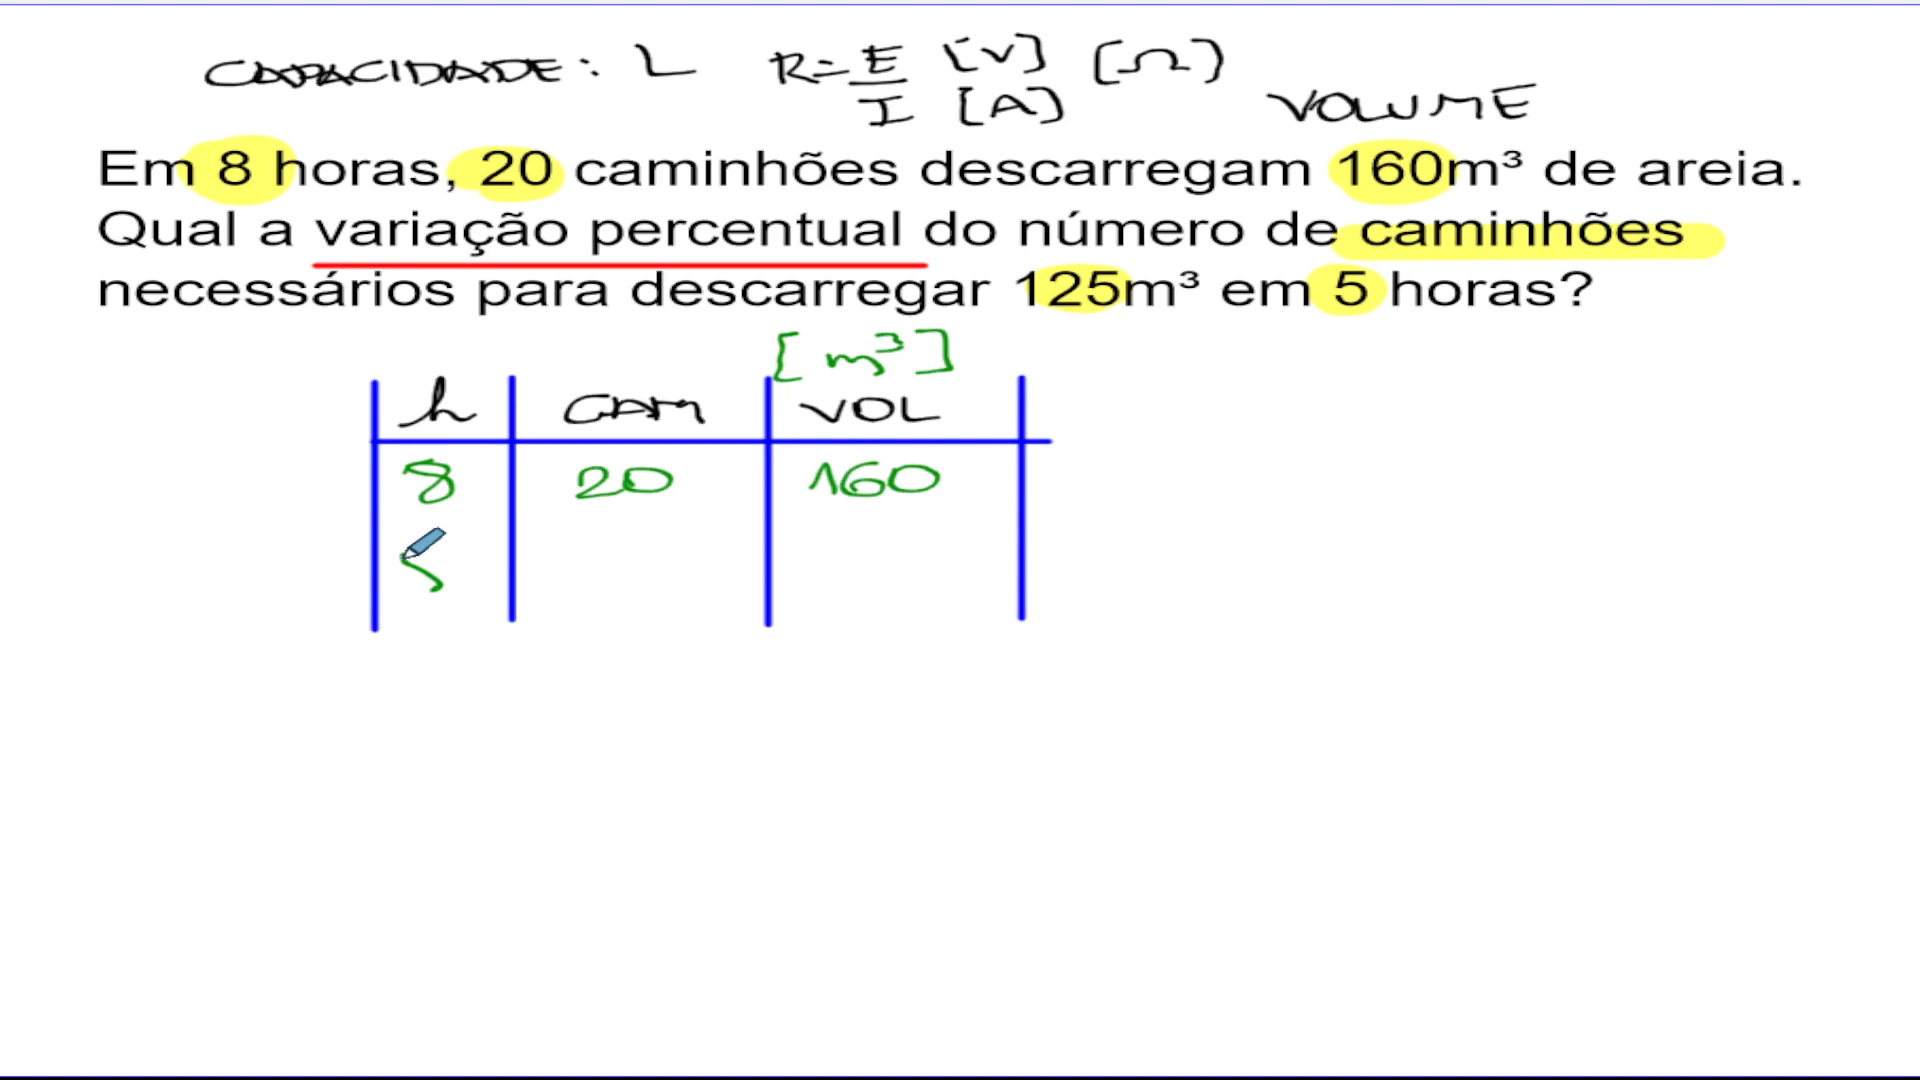 CAPACIDADE: L R=E/I [V] [A] [Ω]
VOLUME
Em 8 horas, 20 caminhões descarregam 160m³ de areia.
Qual a variação percentual do número de caminhões
necessários para descarregar 125m³ em 5 horas?
[m³]
h CAM VOL
8 20 160